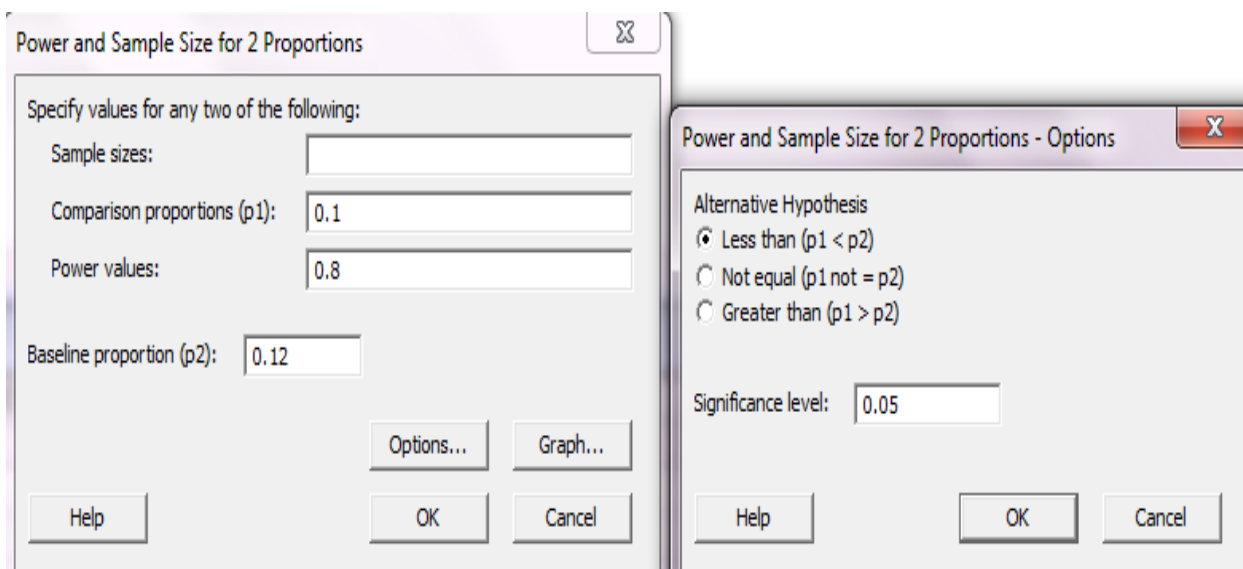 Power and Sample Size for 2 Proportions
Specify values for any two of the following:
Sample sizes:
Comparison proportions (p1): 0.1
Power values: 0.8
Baseline proportion (p2): 0.12
Options... Graph...
Help OK Cancel
Power and Sample Size for 2 Proportions - Options
Alternative Hypothesis
Less than (p1 < p2)
Not equal (p1 not = p2)
Greater than (p1 > p2)
Significance level: 0.05
Help OK Cancel